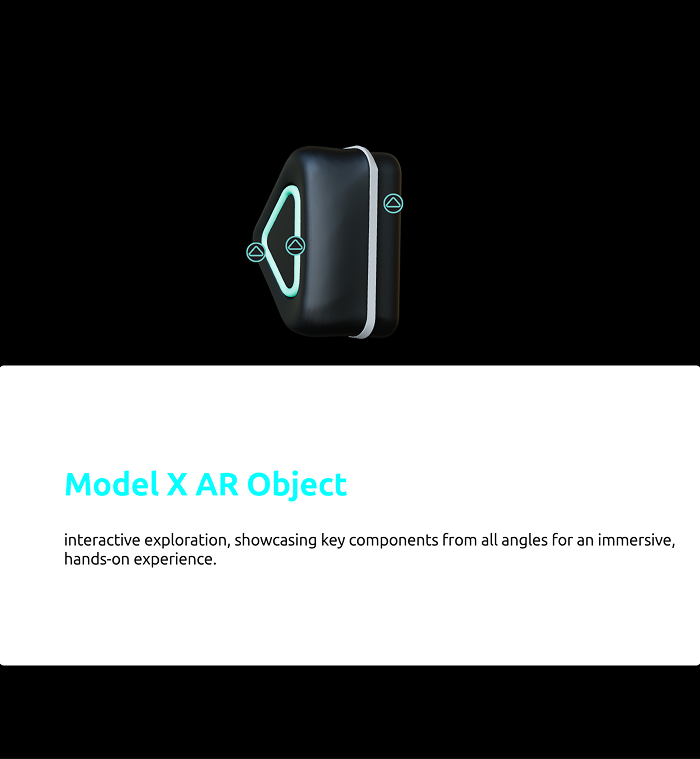 Model X AR Object
interactive exploration, showcasing key components from all angles for an immersive,
hands-on experience.